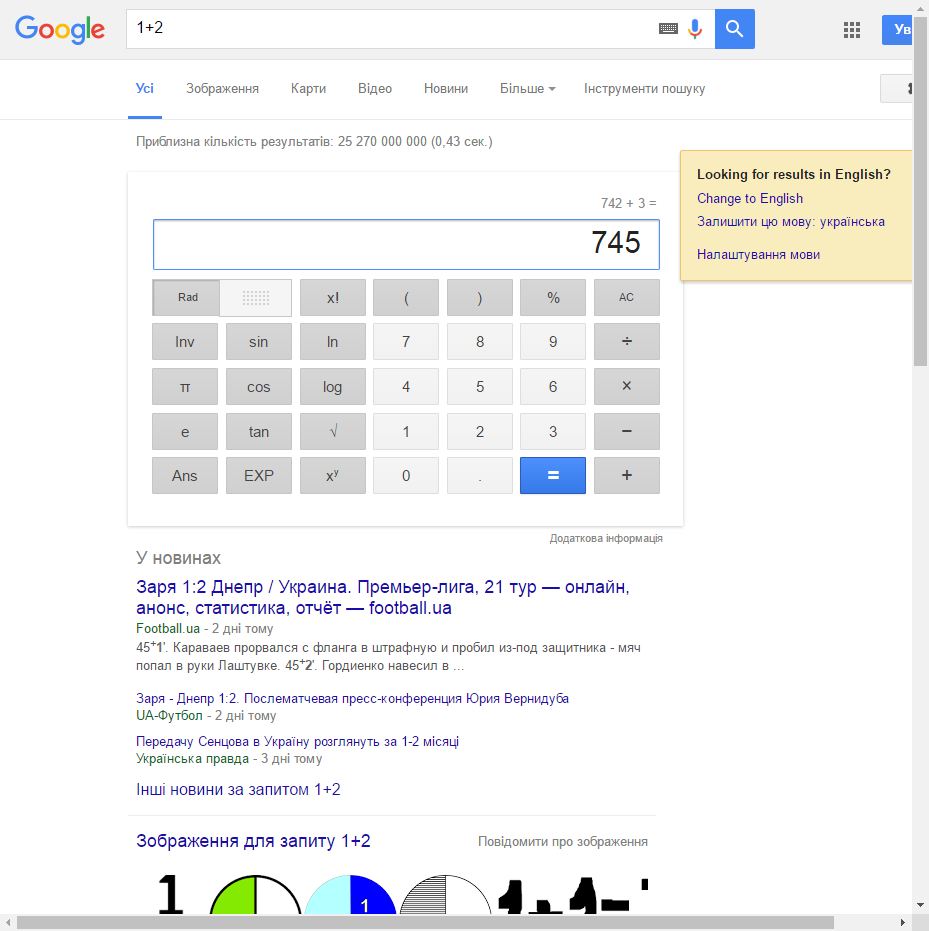 Google
1+2
Ув
Усі Зображення Карти Відео Новини Більше Інструменти пошуку
Приблизна кількість результатів: 25 270 000 000 (0,43 сек.)
Looking for results in English?
Change to English
Залишити цю мову: українська
Налаштування мови
742 + 3 =
745
Rad x! ( ) % AC
Inv sin ln 7 8 9 ÷
π cos log 4 5 6 ×
e tan √ 1 2 3 −
Ans EXP xʸ 0 . = +
Додаткова інформація
У новинах
Заря 1:2 Днепр / Украина. Премьер-лига, 21 тур — онлайн,
анонс, статистика, отчёт — football.ua
Football.ua - 2 дні тому
45⁺1'. Караваев прорвался с фланга в штрафную и пробил из-под защитника - мяч
попал в руки Лаштувке. 45⁺2'. Гордиенко навесил в ...
Заря - Днепр 1:2. Послематчевая пресс-конференция Юрия Вернидуба
UA-Футбол - 2 дні тому
Передачу Сенцова в Україну розглянуть за 1-2 місяці
Українська правда - 3 дні тому
Інші новини за запитом 1+2
Зображення для запиту 1+2
Повідомити про зображення
1
1